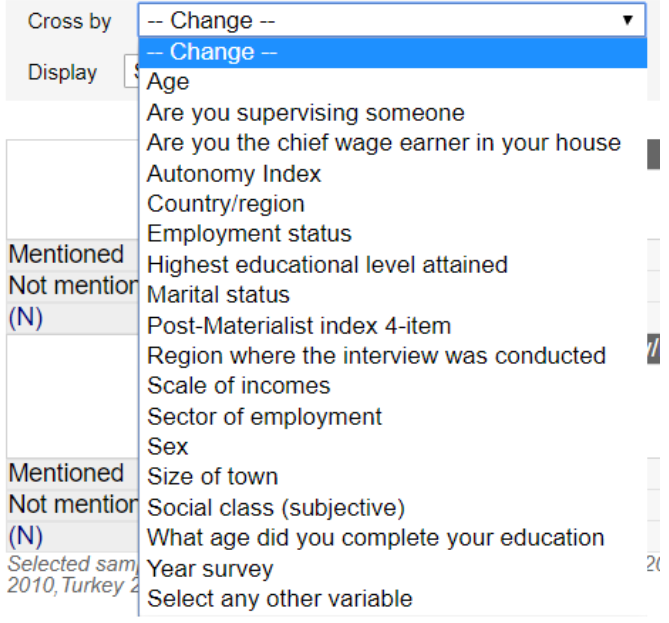 Cross by
-- Change --
-- Change --
Display
Age
Are you supervising someone
Are you the chief wage earner in your house
Autonomy Index
Country/region
Employment status
Mentioned
Highest educational level attained
Not mention
Marital status
(N)
Post-Materialist index 4-item
Region where the interview was conducted
Scale of incomes
Sector of employment
Sex
Mentioned
Size of town
Not mention
Social class (subjective)
(N)
What age did you complete your education
Selected sam
Year survey
2010,Turkey 2
Select any other variable